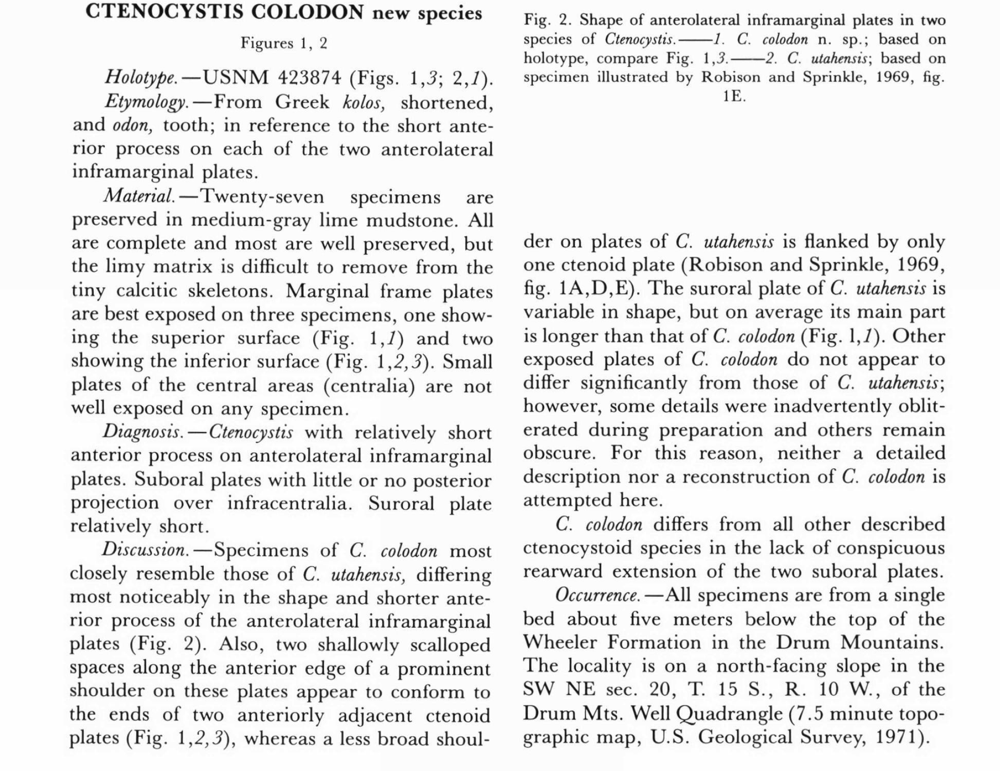 CTENOCYSTIS COLODON new species
Figures 1, 2
Holotype.—USNM 423874 (Figs. 1,3; 2,1).
Etymology.—From Greek kolos, shortened,
and odon, tooth; in reference to the short ante-
rior process on each of the two anterolateral
inframarginal plates.
Material.—Twenty-seven specimens are
preserved in medium-gray lime mudstone. All
are complete and most are well preserved, but
the limy matrix is difficult to remove from the
tiny calcitic skeletons. Marginal frame plates
are best exposed on three specimens, one show-
ing the superior surface (Fig. 1,1) and two
showing the inferior surface (Fig. 1,2,3). Small
plates of the central areas (centralia) are not
well exposed on any specimen.
Diagnosis.—Ctenocystis with relatively short
anterior process on anterolateral inframarginal
plates. Suboral plates with little or no posterior
projection over infracentralia. Suroral plate
relatively short.
Discussion.—Specimens of C. colodon most
closely resemble those of C. utahensis, differing
most noticeably in the shape and shorter ante-
rior process of the anterolateral inframarginal
plates (Fig. 2). Also, two shallowly scalloped
spaces along the anterior edge of a prominent
shoulder on these plates appear to conform to
the ends of two anteriorly adjacent ctenoid
plates (Fig. 1,2,3), whereas a less broad shoul-
Fig. 2. Shape of anterolateral inframarginal plates in two
species of Ctenocystis.——1. C. colodon n. sp.; based on
holotype, compare Fig. 1,3.——2. C. utahensis; based on
specimen illustrated by Robison and Sprinkle, 1969, fig.
1E.
der on plates of C. utahensis is flanked by only
one ctenoid plate (Robison and Sprinkle, 1969,
fig. 1A,D,E). The suroral plate of C. utahensis is
variable in shape, but on average its main part
is longer than that of C. colodon (Fig. 1,1). Other
exposed plates of C. colodon do not appear to
differ significantly from those of C. utahensis;
however, some details were inadvertently oblit-
erated during preparation and others remain
obscure. For this reason, neither a detailed
description nor a reconstruction of C. colodon is
attempted here.
C. colodon differs from all other described
ctenocystoid species in the lack of conspicuous
rearward extension of the two suboral plates.
Occurrence.—All specimens are from a single
bed about five meters below the top of the
Wheeler Formation in the Drum Mountains.
The locality is on a north-facing slope in the
SW NE sec. 20, T. 15 S., R. 10 W., of the
Drum Mts. Well Quadrangle (7.5 minute topo-
graphic map, U.S. Geological Survey, 1971).